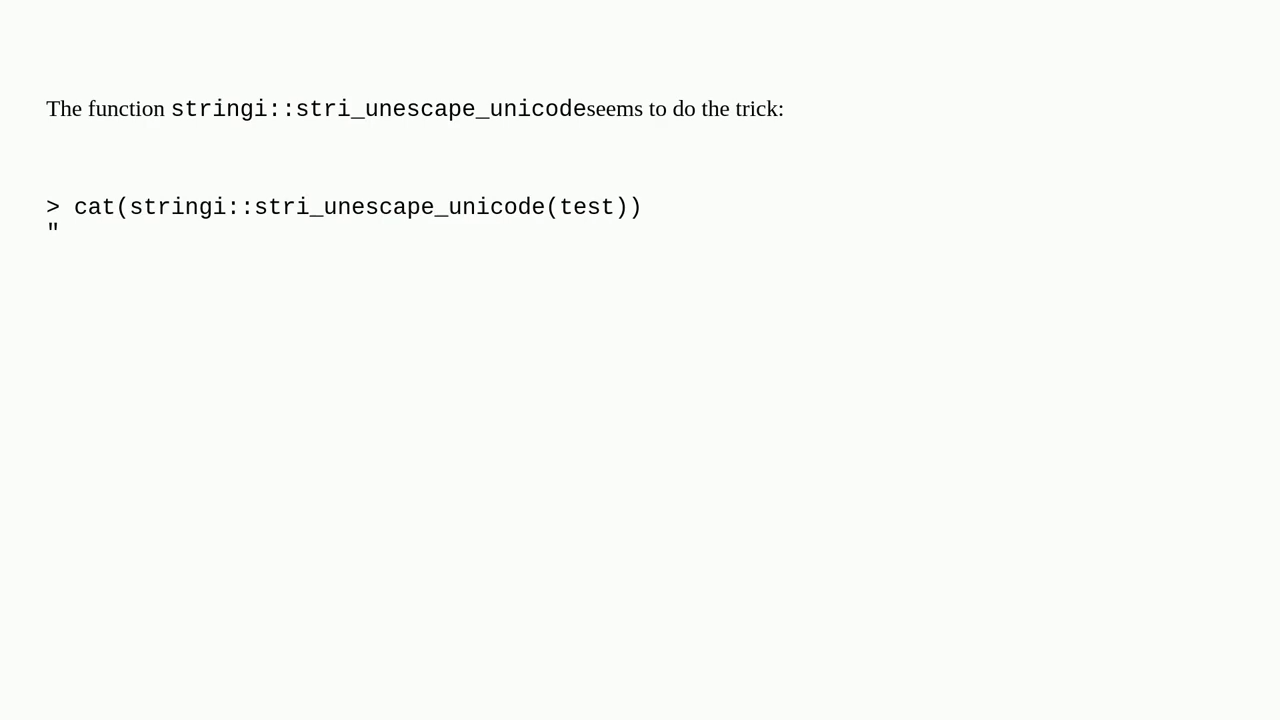 The function stringi::stri_unescape_unicodeseems to do the trick:
> cat(stringi::stri_unescape_unicode(test))
"